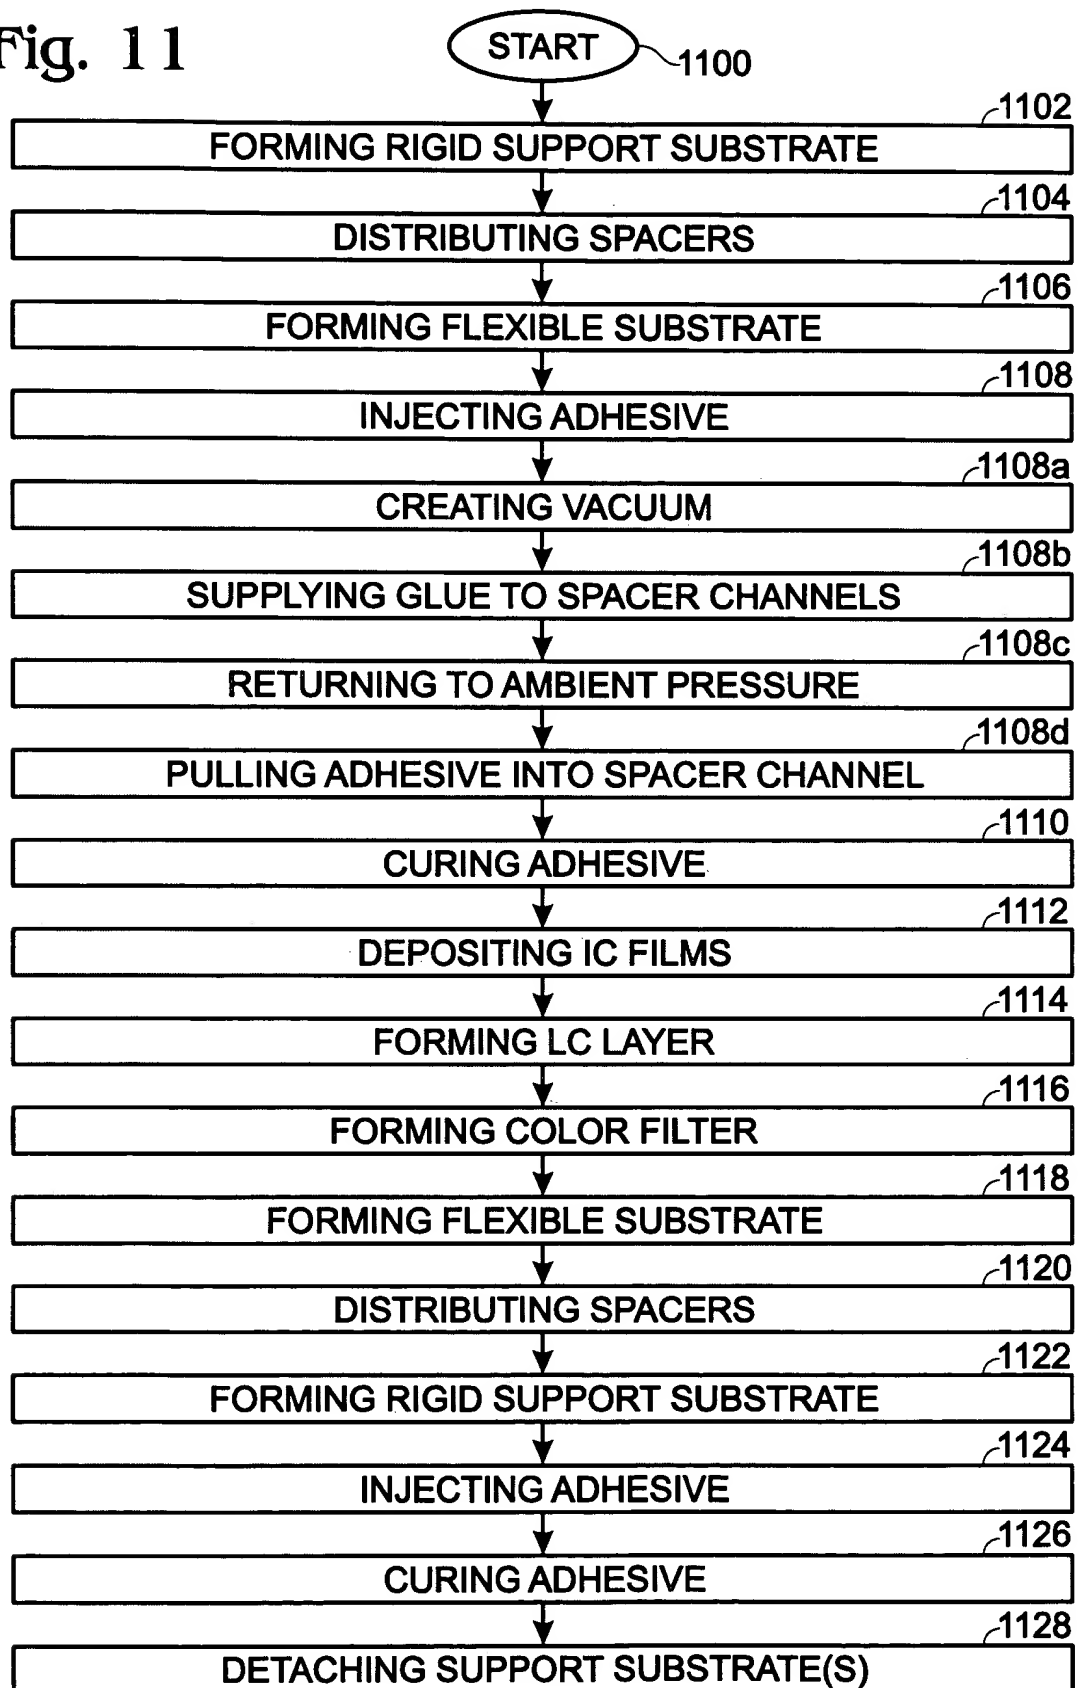 Fig. 11
START
1100
1102
FORMING RIGID SUPPORT SUBSTRATE
1104
DISTRIBUTING SPACERS
1106
FORMING FLEXIBLE SUBSTRATE
1108
INJECTING ADHESIVE
1108a
CREATING VACUUM
1108b
SUPPLYING GLUE TO SPACER CHANNELS
1108c
RETURNING TO AMBIENT PRESSURE
1108d
PULLING ADHESIVE INTO SPACER CHANNEL
1110
CURING ADHESIVE
1112
DEPOSITING IC FILMS
1114
FORMING LC LAYER
1116
FORMING COLOR FILTER
1118
FORMING FLEXIBLE SUBSTRATE
1120
DISTRIBUTING SPACERS
1122
FORMING RIGID SUPPORT SUBSTRATE
1124
INJECTING ADHESIVE
1126
CURING ADHESIVE
1128
DETACHING SUPPORT SUBSTRATE(S)